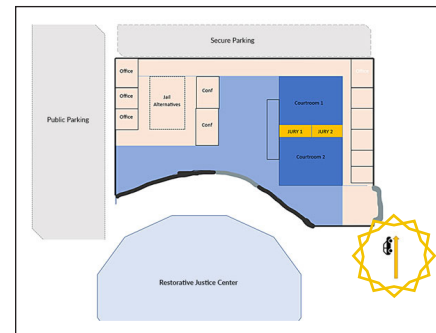 Secure Parking
Public Parking
Office
Office
Office
Jail
Alternatives
Conf
Conf
Courtroom 1
JURY 1
JURY 2
Courtroom 2
Restorative Justice Center